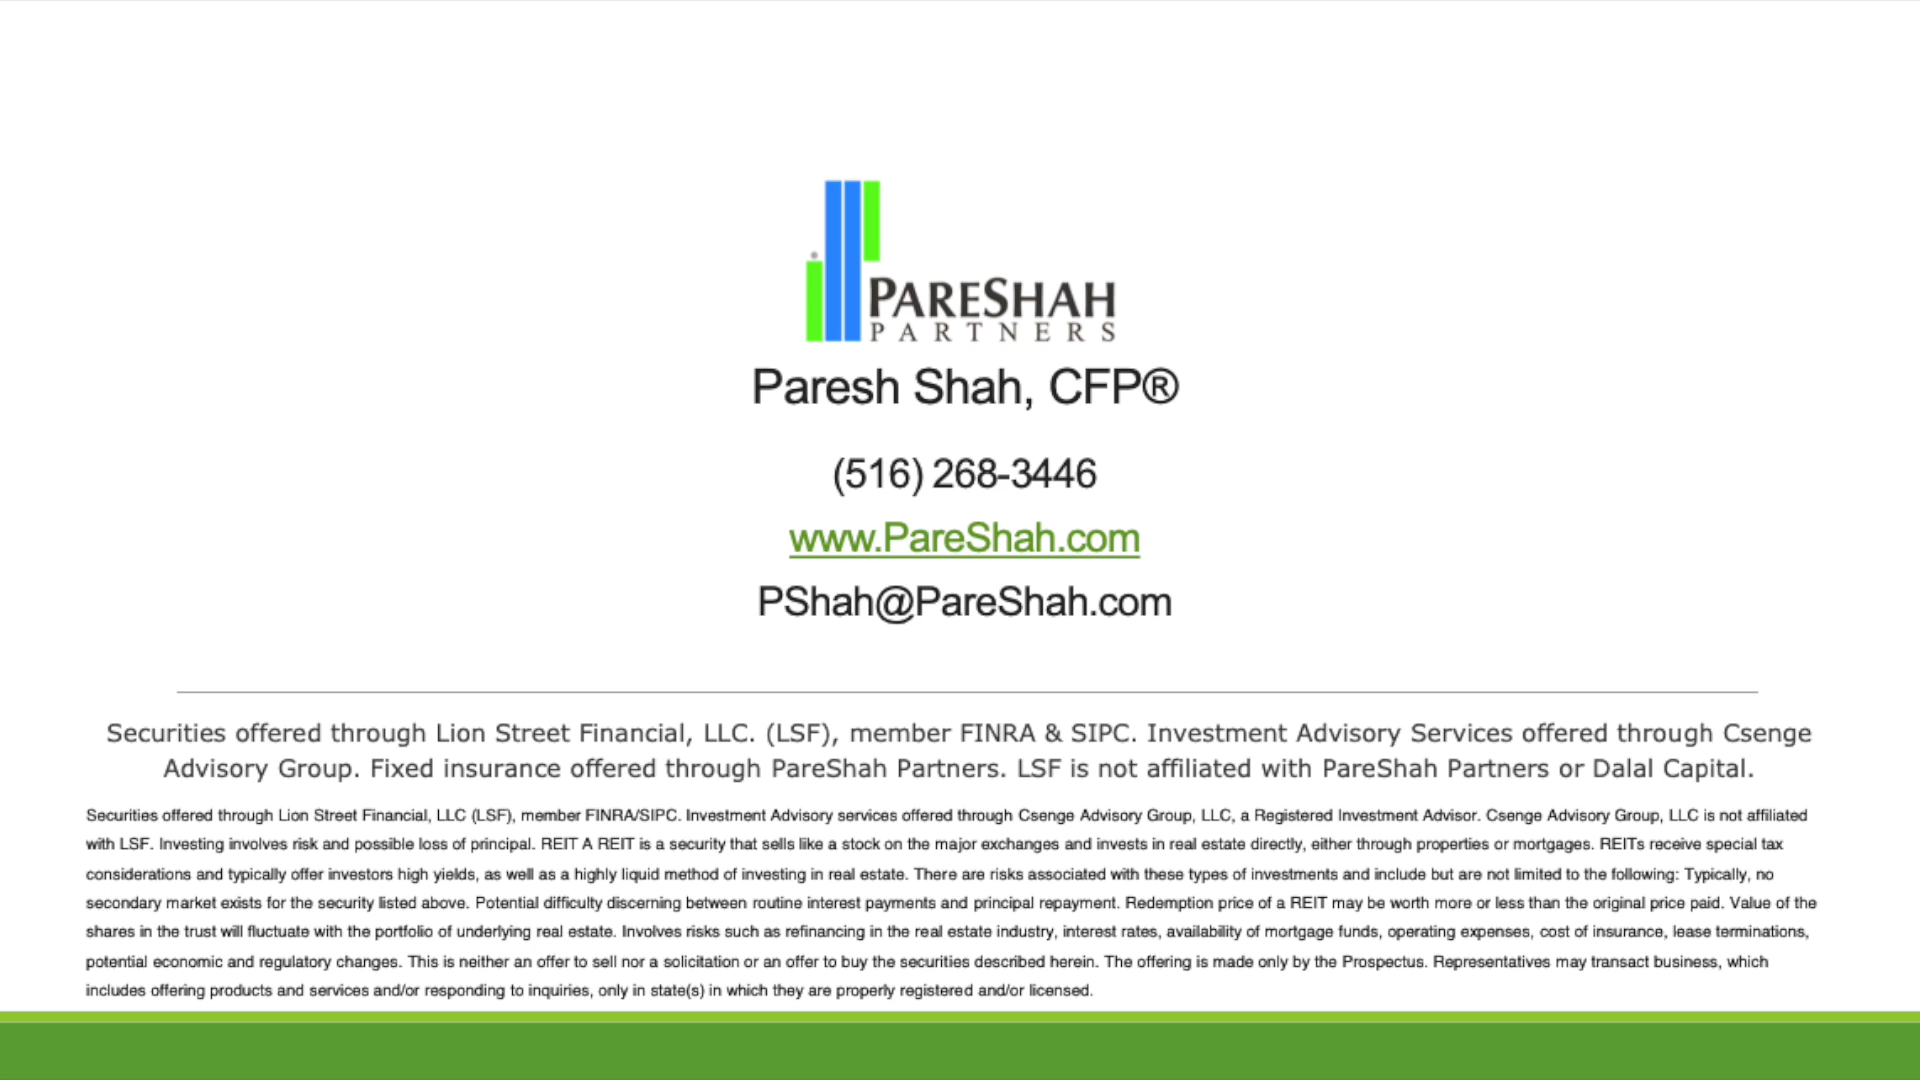 PARESHAH
PARTNERS
Paresh Shah, CFP®
(516) 268-3446
www.PareShah.com
PShah@PareShah.com
Securities offered through Lion Street Financial, LLC. (LSF), member FINRA & SIPC. Investment Advisory Services offered through Csenge
Advisory Group. Fixed insurance offered through PareShah Partners. LSF is not affiliated with PareShah Partners or Dalal Capital.
Securities offered through Lion Street Financial, LLC (LSF), member FINRA/SIPC. Investment Advisory services offered through Csenge Advisory Group, LLC, a Registered Investment Advisor. Csenge Advisory Group, LLC is not affiliated
with LSF. Investing involves risk and possible loss of principal. REIT A REIT is a security that sells like a stock on the major exchanges and invests in real estate directly, either through properties or mortgages. REITs receive special tax
considerations and typically offer investors high yields, as well as a highly liquid method of investing in real estate. There are risks associated with these types of investments and include but are not limited to the following: Typically, no
secondary market exists for the security listed above. Potential difficulty discerning between routine interest payments and principal repayment. Redemption price of a REIT may be worth more or less than the original price paid. Value of the
shares in the trust will fluctuate with the portfolio of underlying real estate. Involves risks such as refinancing in the real estate industry, interest rates, availability of mortgage funds, operating expenses, cost of insurance, lease terminations,
potential economic and regulatory changes. This is neither an offer to sell nor a solicitation or an offer to buy the securities described herein. The offering is made only by the Prospectus. Representatives may transact business, which
includes offering products and services and/or responding to inquiries, only in state(s) in which they are properly registered and/or licensed.